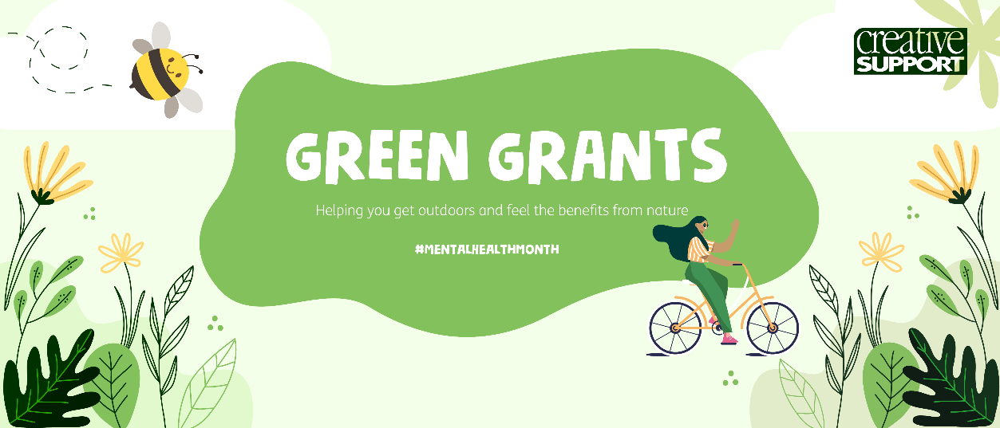 creative
SUPPORT
GREEN GRANTS
Helping you get outdoors and feel the benefits from nature
#MENTALHEALTHMONTH